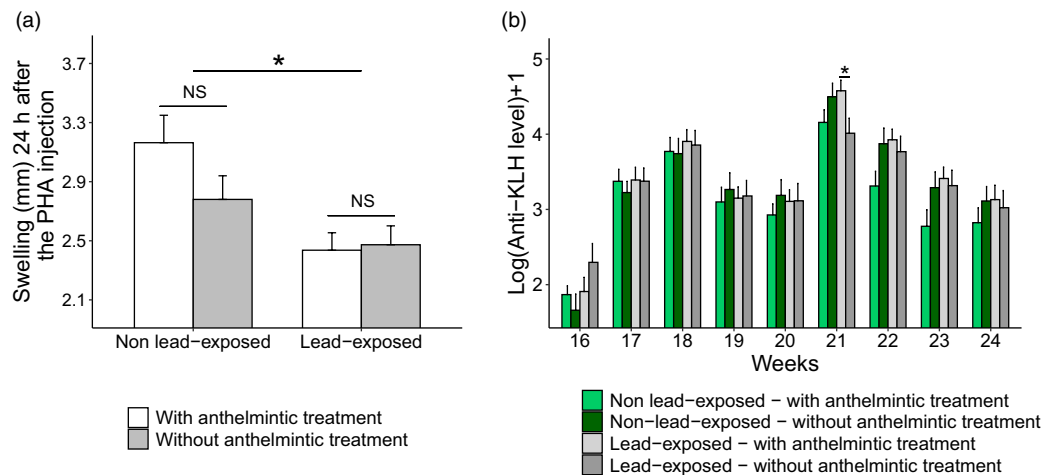 (a)
Swelling (mm) 24 h after
the PHA injection
3.7
3.3
2.9
2.5
2.1
NS
*
NS
Non lead−exposed
Lead−exposed
With anthelmintic treatment
Without anthelmintic treatment
(b)
Log(Anti-KLH level)+1
5
4
3
2
*
16 17 18 19 20 21 22 23 24
Weeks
Non lead−exposed − with anthelmintic treatment
Non−lead−exposed − without anthelmintic treatment
Lead−exposed − with anthelmintic treatment
Lead−exposed − without anthelmintic treatment